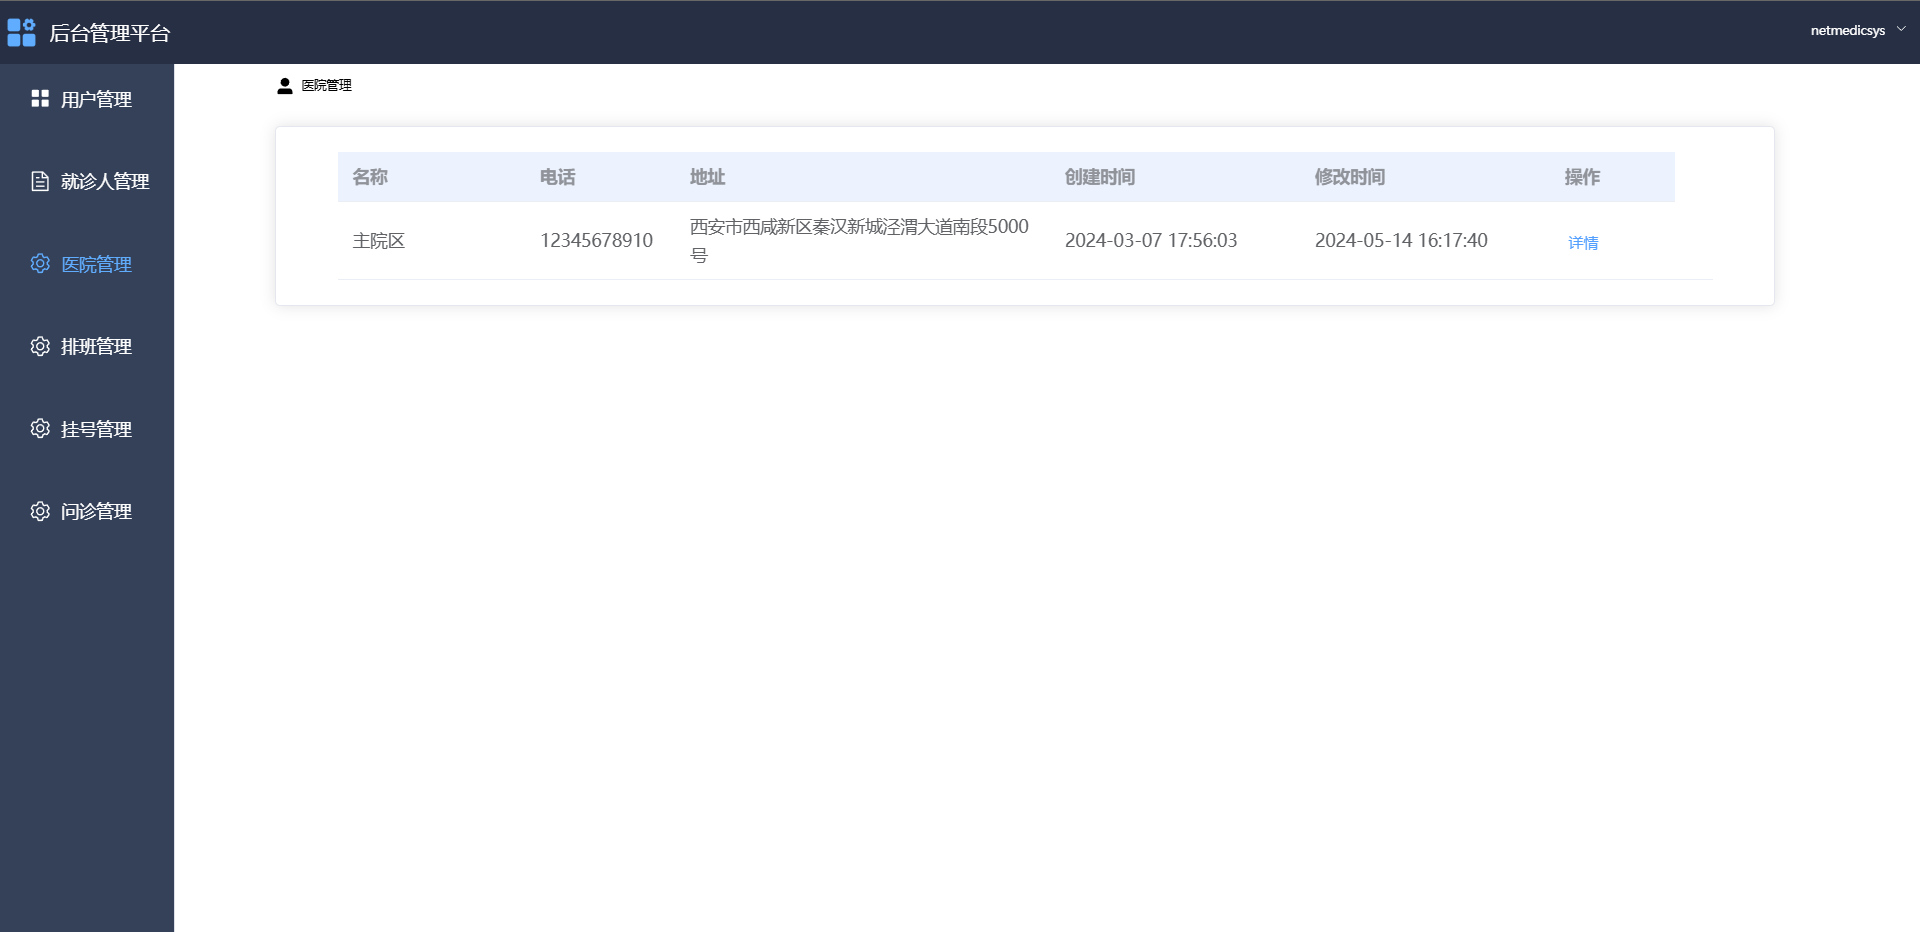 后台管理平台
netmedicsys
用户管理
就诊人管理
医院管理
排班管理
挂号管理
问诊管理
医院管理
名称 电话 地址 创建时间 修改时间 操作
主院区 12345678910 西安市西咸新区秦汉新城泾渭大道南段5000 2024-03-07 17:56:03 2024-05-14 16:17:40 详情
号